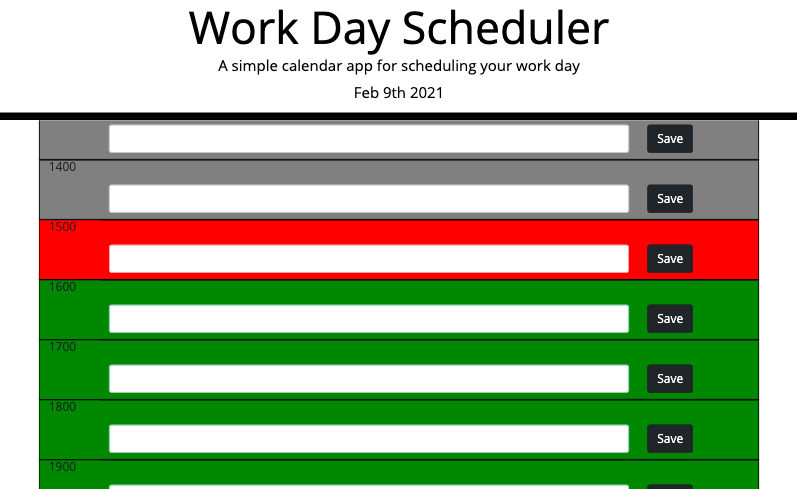 Work Day Scheduler
A simple calendar app for scheduling your work day
Feb 9th 2021
Save
1400
Save
1500
Save
1600
Save
1700
Save
1800
Save
1900